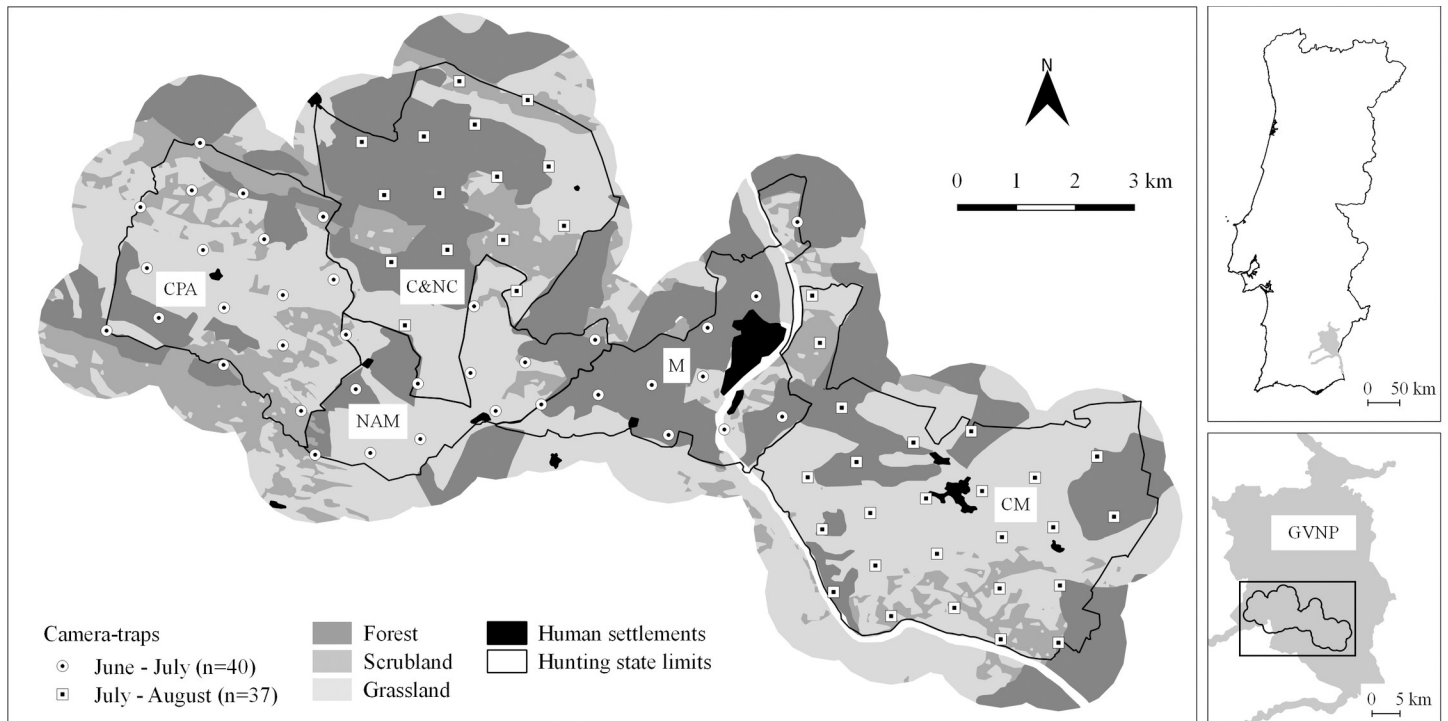 N
0 1 2 3 km
CPA
C&NC
M
NAM
CM
Camera-traps
June - July (n=40)
July - August (n=37)
Forest
Scrubland
Grassland
Human settlements
Hunting state limits
0 50 km
GVNP
0 5 km